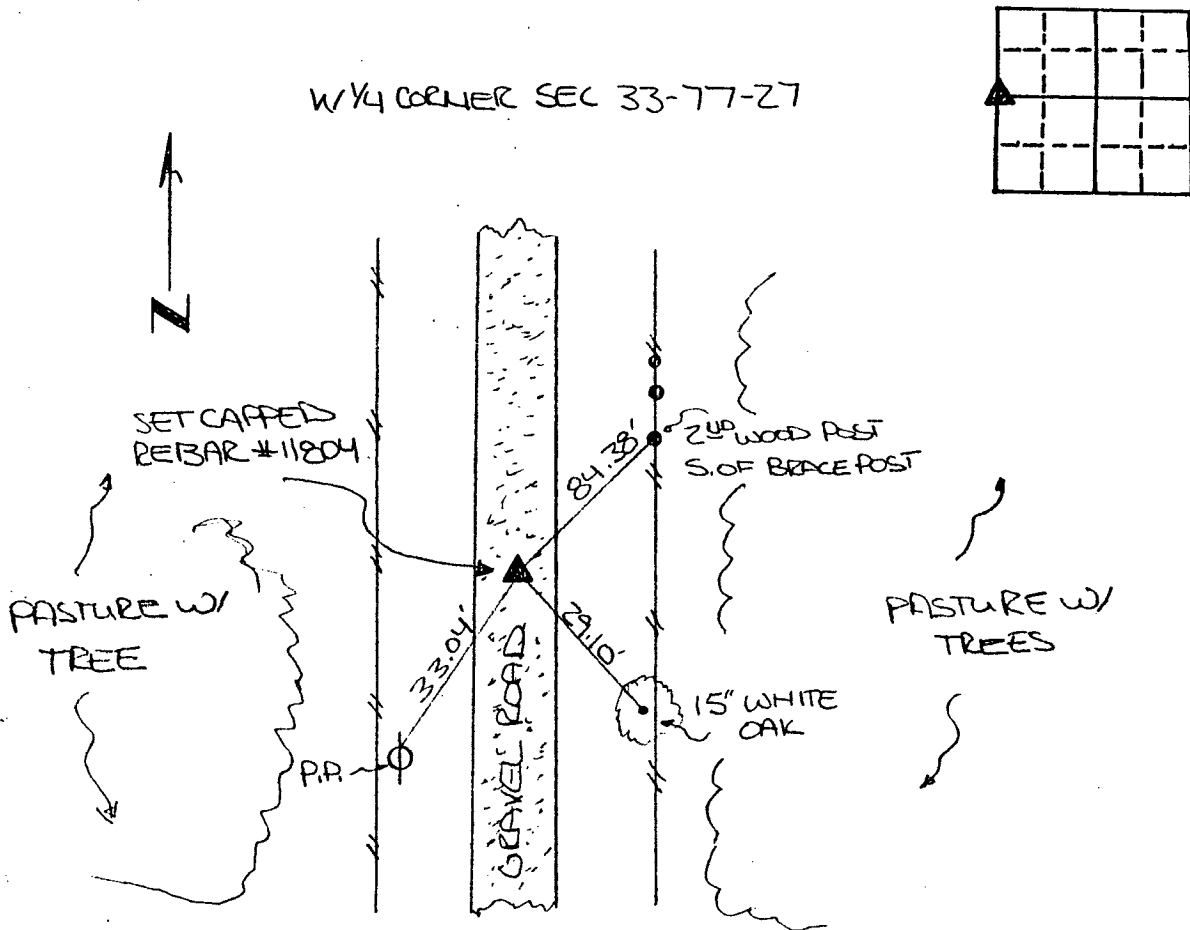 W 1/4 CORNER SEC 33-77-27
N
SET CAPPED
REBAR #11804
2ND WOOD POST
S. OF BRACE POST
84.38'
PASTURE W/
TREE
33.04'
29.10'
GRAVEL ROAD
PASTURE W/
TREES
15" WHITE
OAK
P.P.